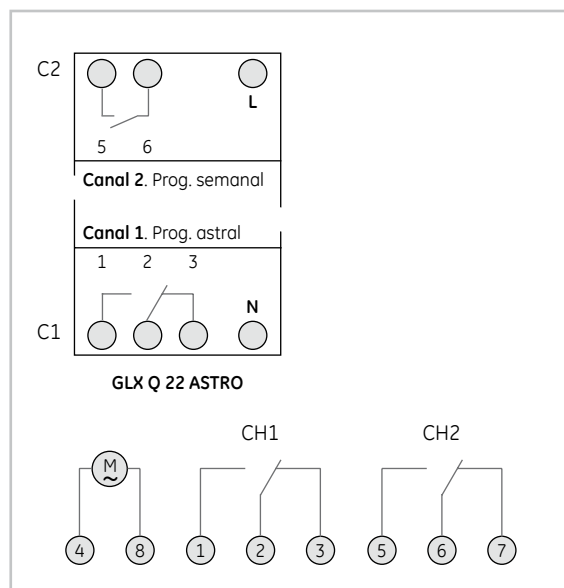 C2
L
5 6
Canal 2. Prog. semanal
Canal 1. Prog. astral
1 2 3
N
C1
GLX Q 22 ASTRO
CH1 CH2
M
~
4 8 1 2 3 5 6 7